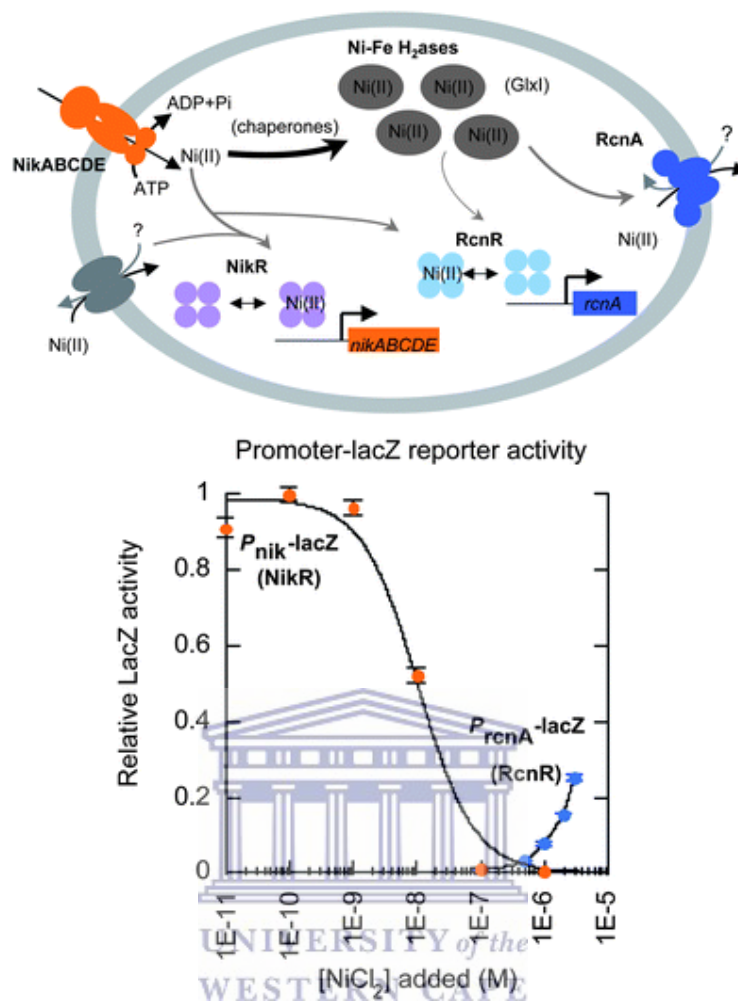 Ni-Fe H₂ases
Ni(II) Ni(II) (GlxI)
ADP+Pi
(chaperones) Ni(II) Ni(II) RcnA
NikABCDE Ni(II) ?
ATP
? RcnR Ni(II)
NikR Ni(II)
Ni(II) rcnA
Ni(II) nikABCDE
Promoter-lacZ reporter activity
1
Pnik-lacZ
(NikR)
0.8
0.6
Relative LacZ activity
0.4
PrcnA-lacZ
(RcnR)
0.2
0
1E-11 1E-10 1E-9 1E-8 1E-7 1E-6 1E-5
UNIVERSITY of the
[NiCl₂] added (M)
WESTERN CAPE